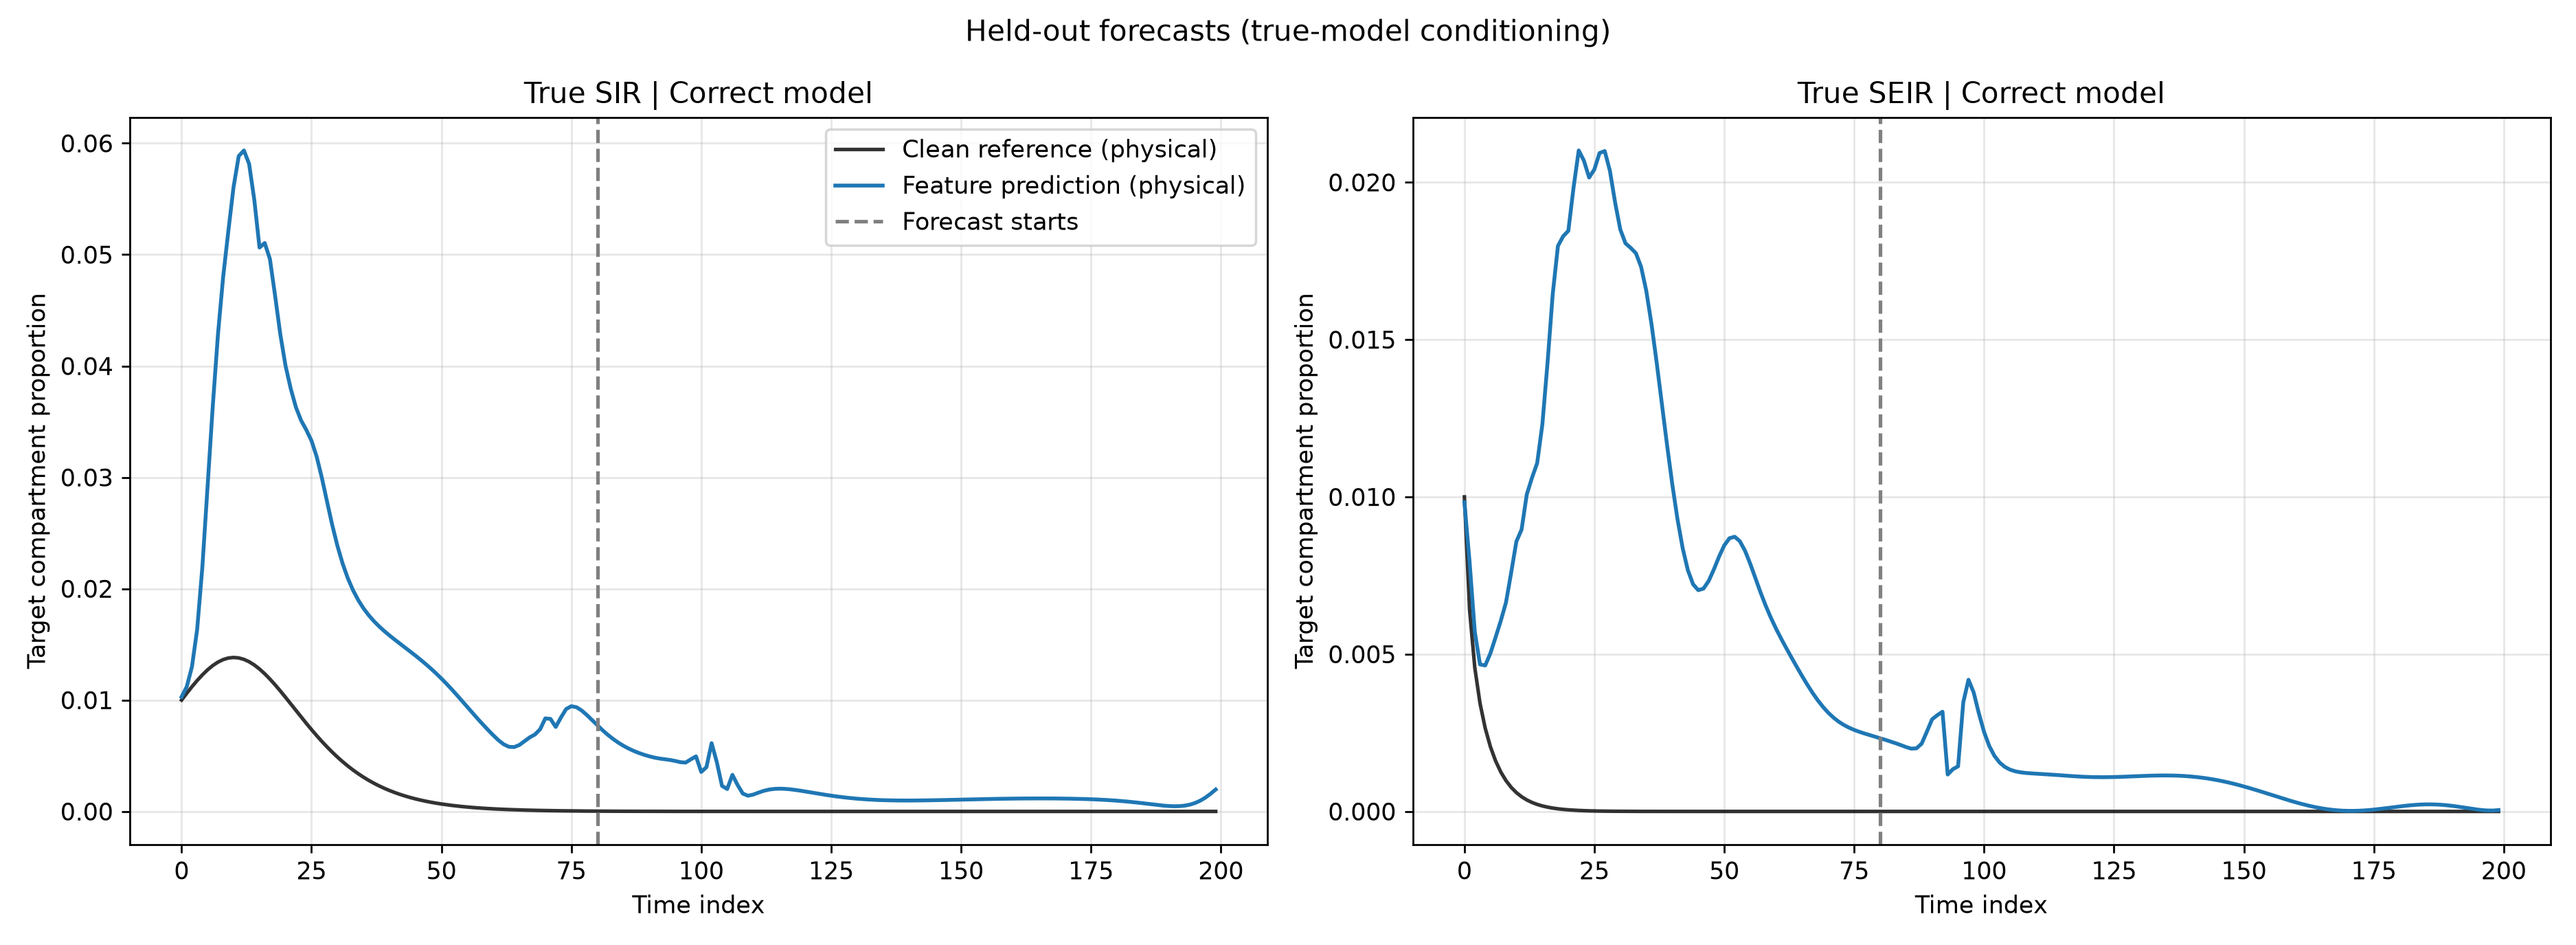 Held-out forecasts (true-model conditioning)
True SIR | Correct model
Target compartment proportion
0.06
0.05
0.04
0.03
0.02
0.01
0.00
Clean reference (physical)
Feature prediction (physical)
Forecast starts
0 25 50 75 100 125 150 175 200
Time index
True SEIR | Correct model
Target compartment proportion
0.020
0.015
0.010
0.005
0.000
0 25 50 75 100 125 150 175 200
Time index